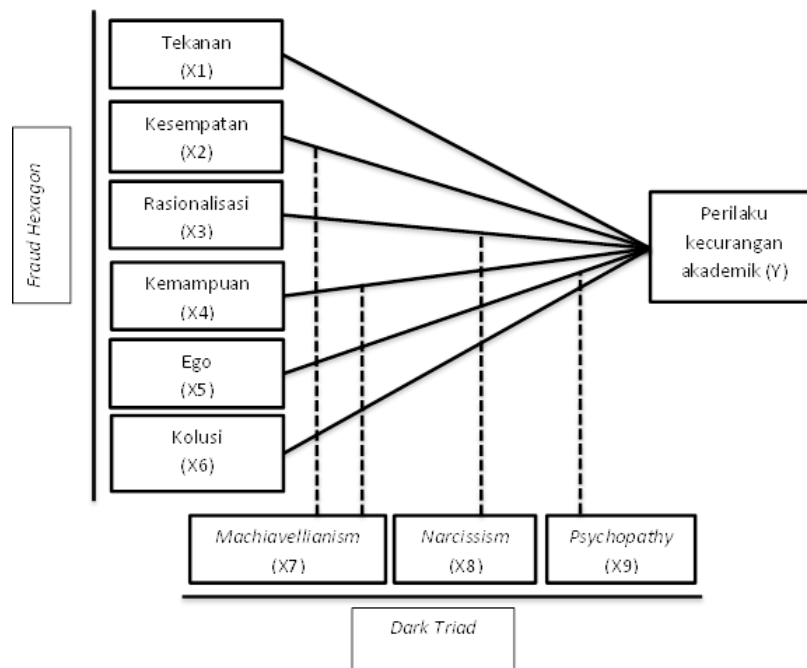 Fraud Hexagon
Tekanan
(X1)
Kesempatan
(X2)
Rasionalisasi
(X3)
Kemampuan
(X4)
Ego
(X5)
Kolusi
(X6)
Perilaku
kecurangan
akademik (Y)
Machiavellianism
(X7)
Narcissism
(X8)
Psychopathy
(X9)
Dark Triad